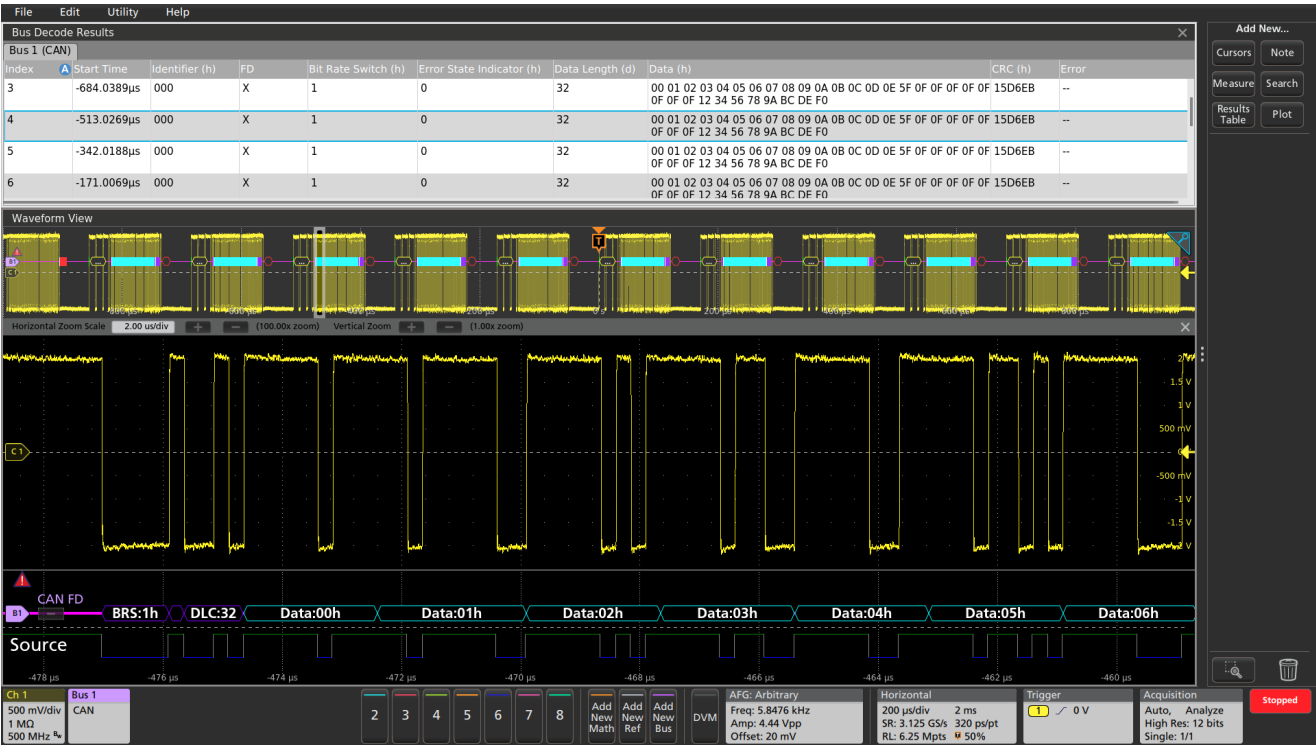 File Edit Utility Help
Bus Decode Results
Bus 1 (CAN)
Index A Start Time Identifier (h) FD Bit Rate Switch (h) Error State Indicator (h) Data Length (d) Data (h) CRC (h) Error
3 -684.0389µs 000 X 1 0 32 00 01 02 03 04 05 06 07 08 09 0A 0B 0C 0D 0E 5F 0F 0F 0F 0F 0F 15D6EB --
0F 0F 0F 12 34 56 78 9A BC DE F0
4 -513.0269µs 000 X 1 0 32 00 01 02 03 04 05 06 07 08 09 0A 0B 0C 0D 0E 5F 0F 0F 0F 0F 0F 15D6EB --
0F 0F 0F 12 34 56 78 9A BC DE F0
5 -342.0188µs 000 X 1 0 32 00 01 02 03 04 05 06 07 08 09 0A 0B 0C 0D 0E 5F 0F 0F 0F 0F 0F 15D6EB --
0F 0F 0F 12 34 56 78 9A BC DE F0
6 -171.0069µs 000 X 1 0 32 00 01 02 03 04 05 06 07 08 09 0A 0B 0C 0D 0E 5F 0F 0F 0F 0F 0F 15D6EB --
0F 0F 0F 12 34 56 78 9A BC DE F0
Add New...
Cursors Note
Measure Search
Results Table Plot
Waveform View
T
B1
C1
0 s
Horizontal Zoom Scale 2.00 us/div + − (100.00x zoom) Vertical Zoom + − (1.00x zoom)
1.5 V
1 V
500 mV
C 1
-500 mV
-1 V
-1.5 V
CAN FD
B1 BRS:1h DLC:32 Data:00h Data:01h Data:02h Data:03h Data:04h Data:05h Data:06h
Source
-478 µs -476 µs -474 µs -472 µs -470 µs -468 µs -466 µs -464 µs -462 µs -460 µs
Ch 1
500 mV/div
1 MΩ
500 MHz Bw
Bus 1
CAN
2 3 4 5 6 7 8
Add New Math
Add New Ref
Add New Bus
DVM
AFG: Arbitrary
Freq: 5.8476 kHz
Amp: 4.44 Vpp
Offset: 20 mV
Horizontal
200 µs/div 2 ms
SR: 3.125 GS/s 320 ps/pt
RL: 6.25 Mpts 50%
Trigger
1 0 V
Acquisition
Auto, Analyze
High Res: 12 bits
Single: 1/1
Stopped